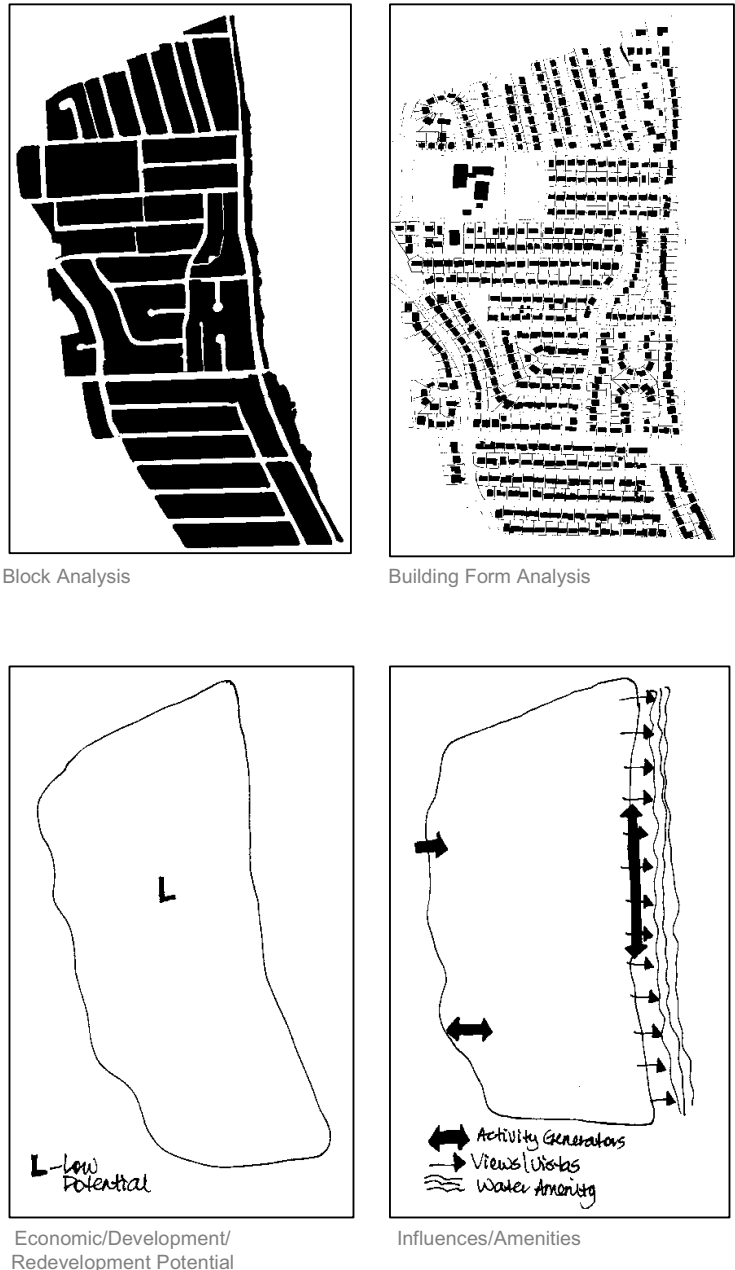 Block Analysis
Building Form Analysis
L
L-Low
Potential
Economic/Development/
Redevelopment Potential
Activity Generators
Views/Vistas
Water Amenity
Influences/Amenities